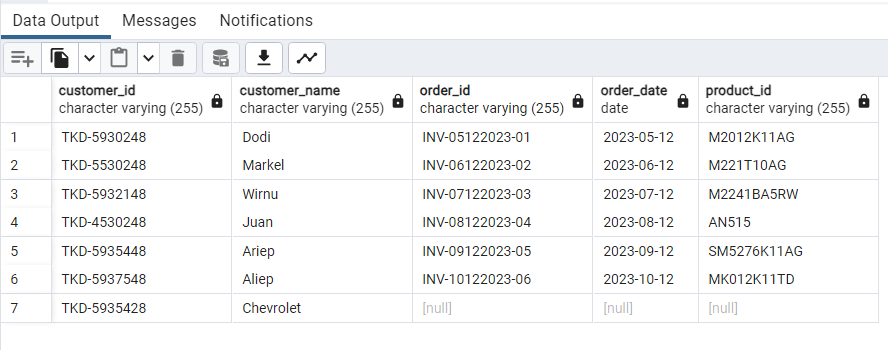 Data Output Messages Notifications
customer_id customer_name order_id order_date product_id
character varying (255) character varying (255) character varying (255) date character varying (255)
1 TKD-5930248 Dodi INV-05122023-01 2023-05-12 M2012K11AG
2 TKD-5530248 Markel INV-06122023-02 2023-06-12 M221T10AG
3 TKD-5932148 Wirnu INV-07122023-03 2023-07-12 M2241BA5RW
4 TKD-4530248 Juan INV-08122023-04 2023-08-12 AN515
5 TKD-5935448 Ariep INV-09122023-05 2023-09-12 SM5276K11AG
6 TKD-5937548 Aliep INV-10122023-06 2023-10-12 MK012K11TD
7 TKD-5935428 Chevrolet [null] [null] [null]